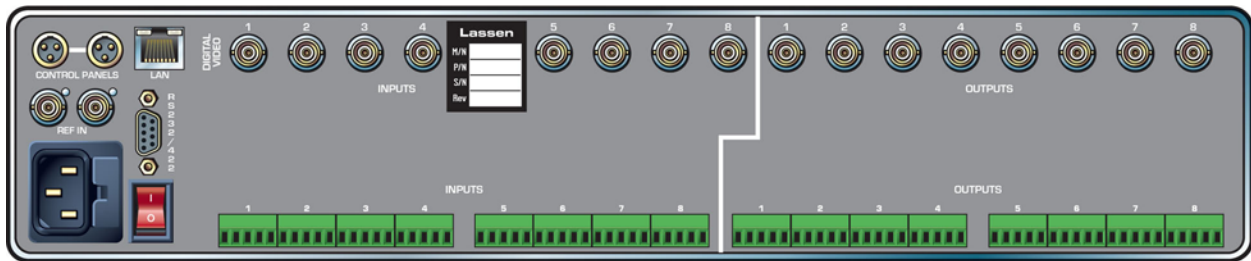 1 2 3 4 5 6 7 8 1 2 3 4 5 6 7 8
DIGITAL
VIDEO
Lassen
M/N
P/N
S/N
Rev
CONTROL PANELS
LAN
INPUTS
OUTPUTS
REF IN
RS232/422
I
O
INPUTS
OUTPUTS
1 2 3 4 5 6 7 8 1 2 3 4 5 6 7 8